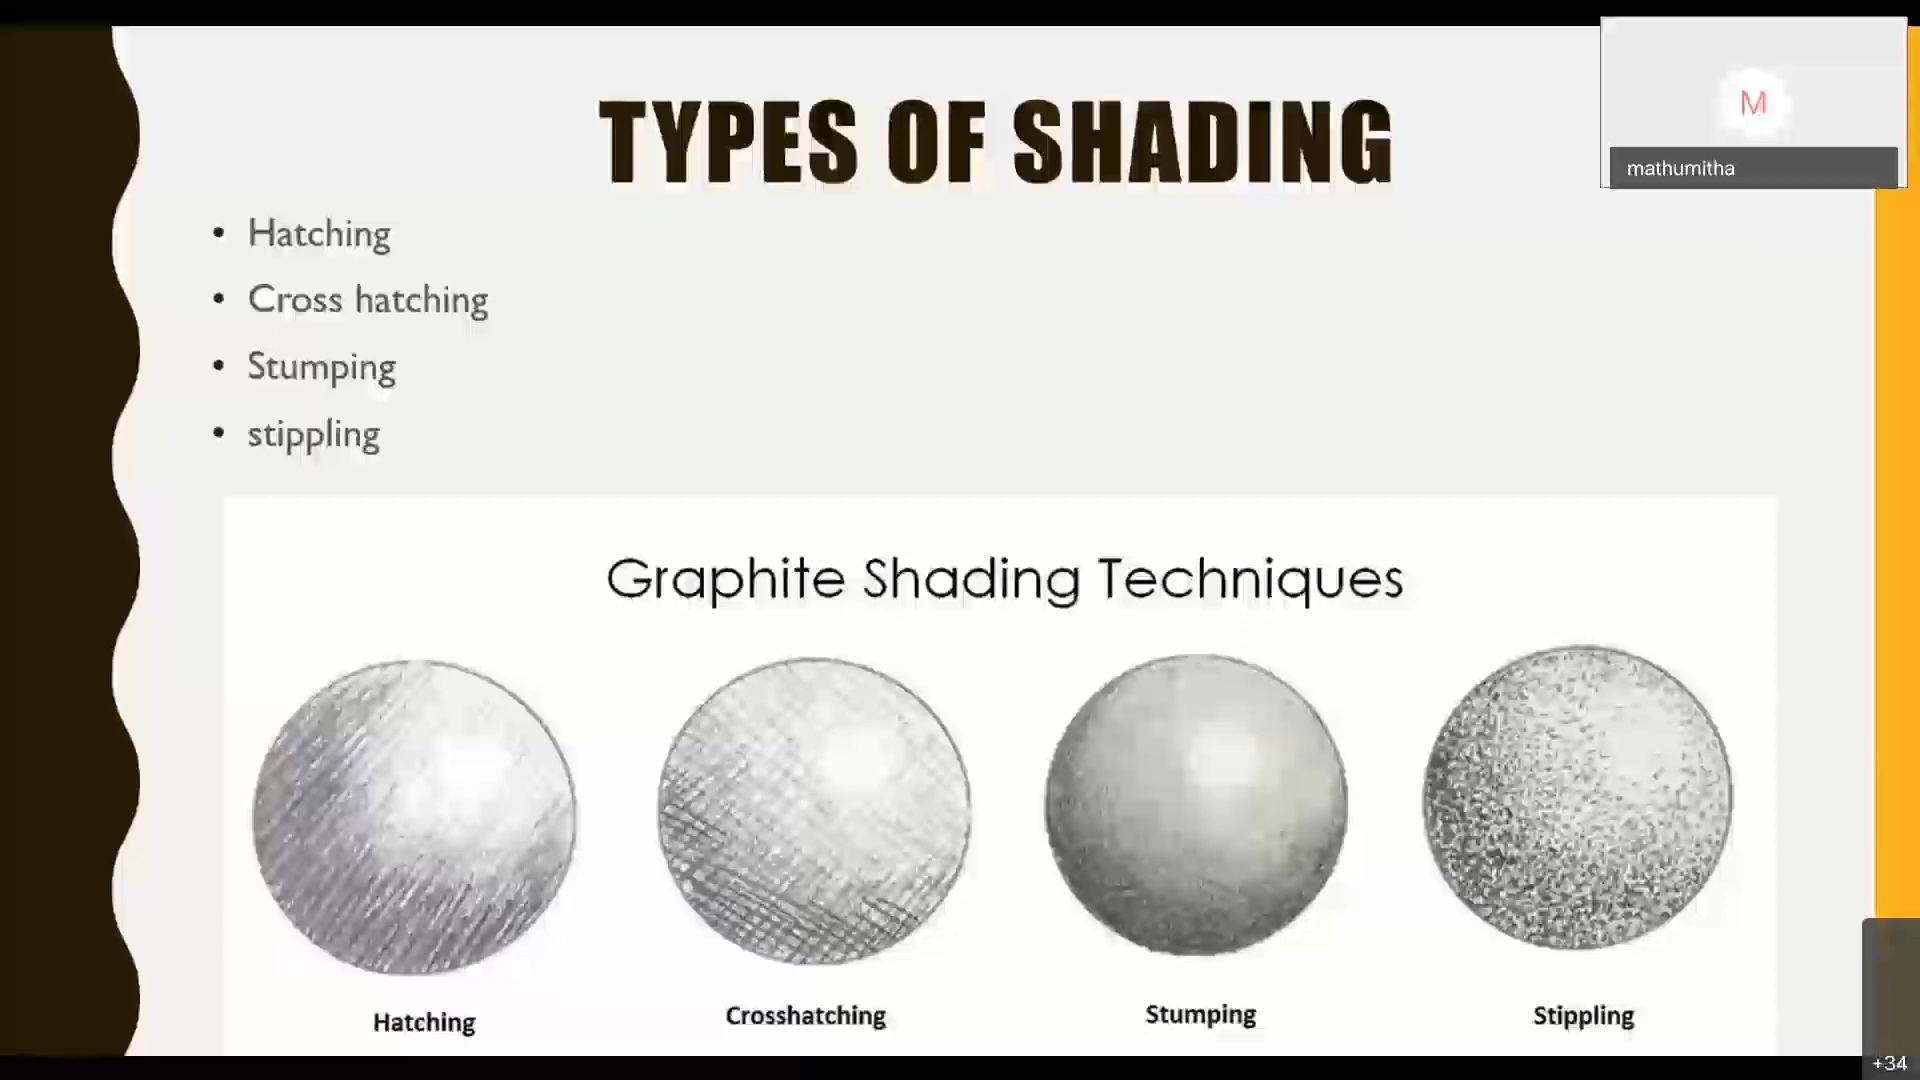 TYPES OF SHADING
M
mathumitha
• Hatching
• Cross hatching
• Stumping
• stippling
Graphite Shading Techniques
Hatching
Crosshatching
Stumping
Stippling
+34